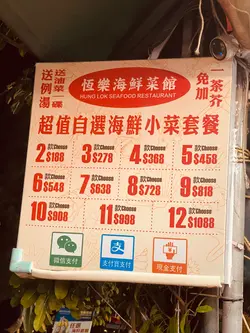 恆樂海鮮菜館
HUNG LOK SEAFOOD RESTAURANT
送例湯
送油菜一碟
免加
一茶芥
超值自選海鮮小菜套餐
2款Choose $188
3款Choose $278
4款Choose $368
5款Choose $458
6款Choose $548
7款Choose $638
8款Choose $728
9款Choose $818
10款Choose $908
11款Choose $998
12款Choose $1088
微信支付
支付寶支付
現金支付